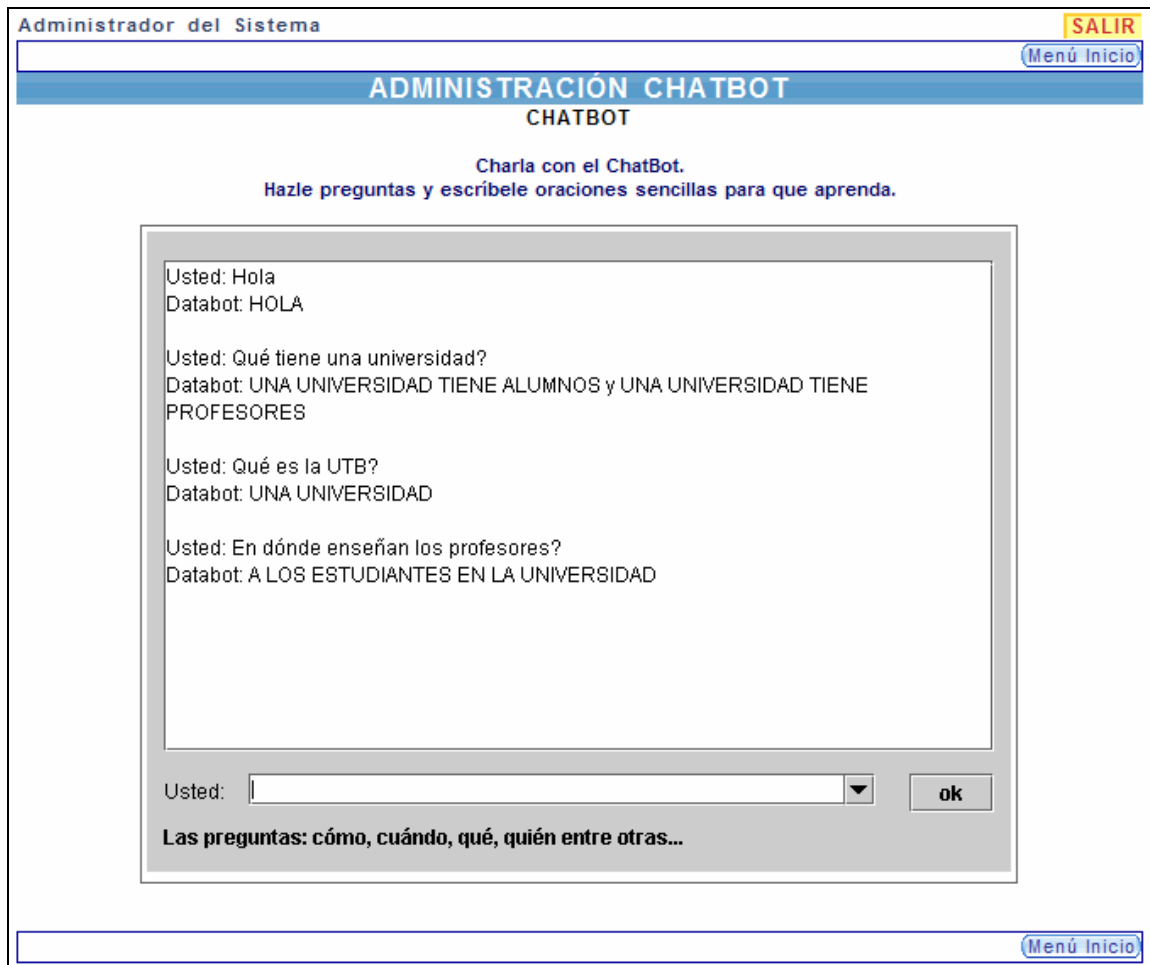 Administrador del Sistema
SALIR
Menú Inicio
ADMINISTRACIÓN CHATBOT
CHATBOT
Charla con el ChatBot.
Hazle preguntas y escríbele oraciones sencillas para que aprenda.
Usted: Hola
Databot: HOLA
Usted: Qué tiene una universidad?
Databot: UNA UNIVERSIDAD TIENE ALUMNOS y UNA UNIVERSIDAD TIENE
PROFESORES
Usted: Qué es la UTB?
Databot: UNA UNIVERSIDAD
Usted: En dónde enseñan los profesores?
Databot: A LOS ESTUDIANTES EN LA UNIVERSIDAD
Usted:
ok
Las preguntas: cómo, cuándo, qué, quién entre otras...
Menú Inicio